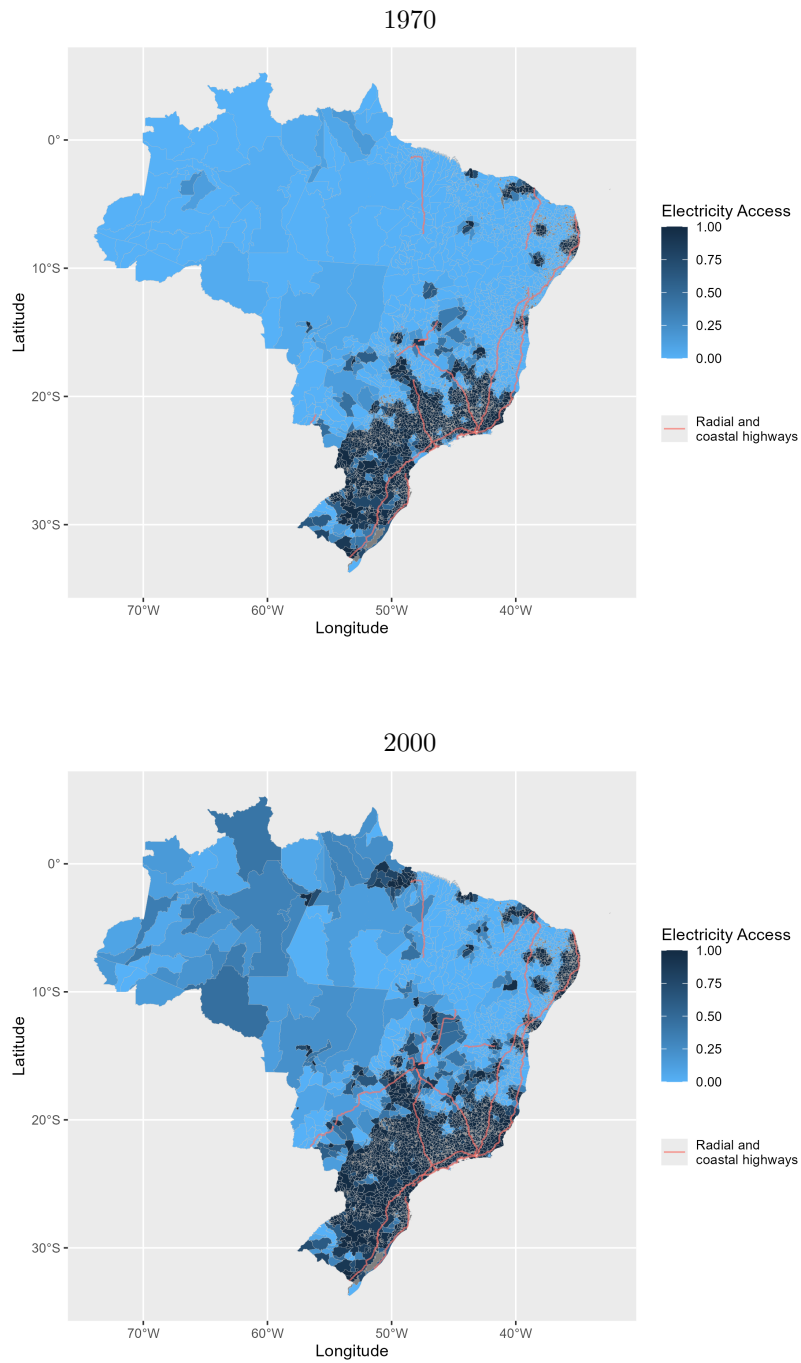 1970
0°
10°S
20°S
30°S
Latitude
70°W
60°W
50°W
40°W
Longitude
Electricity Access
1.00
0.75
0.50
0.25
0.00
Radial and
coastal highways
2000
0°
10°S
20°S
30°S
Latitude
70°W
60°W
50°W
40°W
Longitude
Electricity Access
1.00
0.75
0.50
0.25
0.00
Radial and
coastal highways